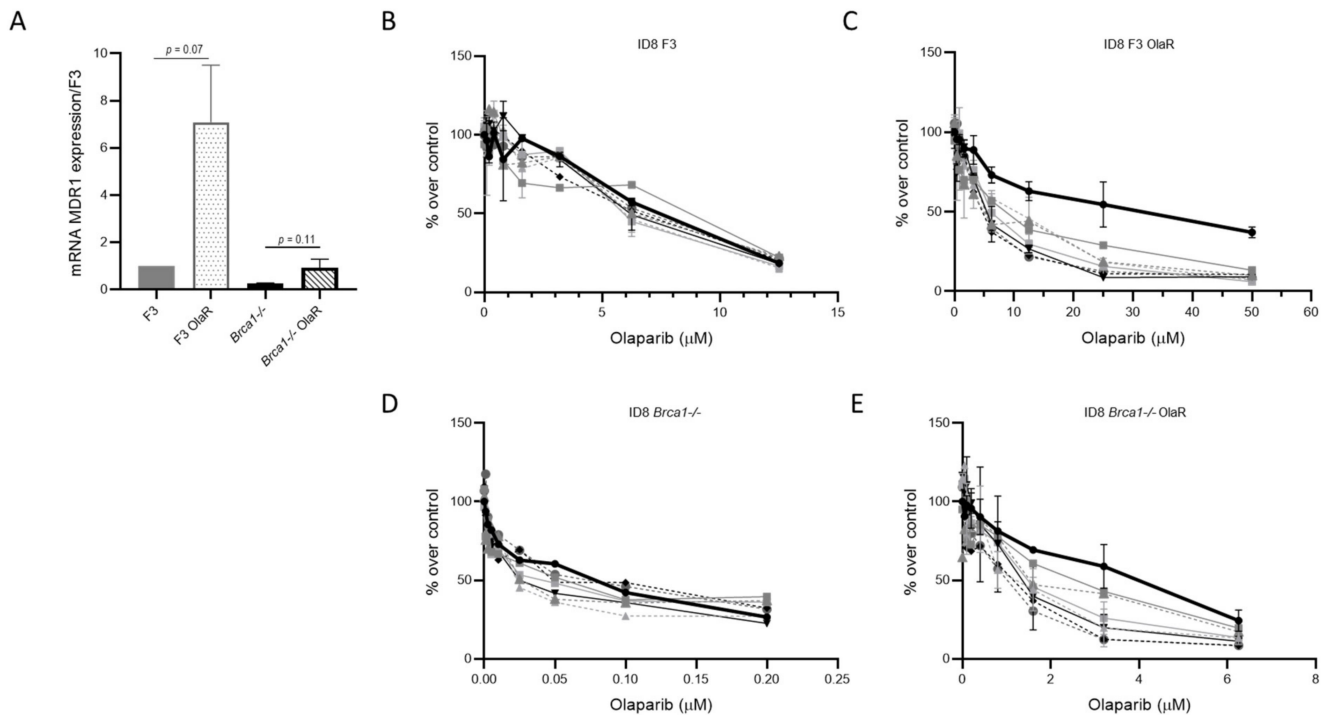 A
mRNA MDR1 expression/F3
10
8
6
4
2
0
p = 0.07
p = 0.11
F3
F3 OlaR
Brca1-/-
Brca1-/- OlaR
B
ID8 F3
% over control
150
100
50
0
0 5 10 15
Olaparib (μM)
C
ID8 F3 OlaR
% over control
150
100
50
0
0 10 20 30 40 50 60
Olaparib (μM)
D
ID8 Brca1-/-
% over control
150
100
50
0
0.00 0.05 0.10 0.15 0.20 0.25
Olaparib (μM)
E
ID8 Brca1-/- OlaR
% over control
150
100
50
0
0 2 4 6 8
Olaparib (μM)